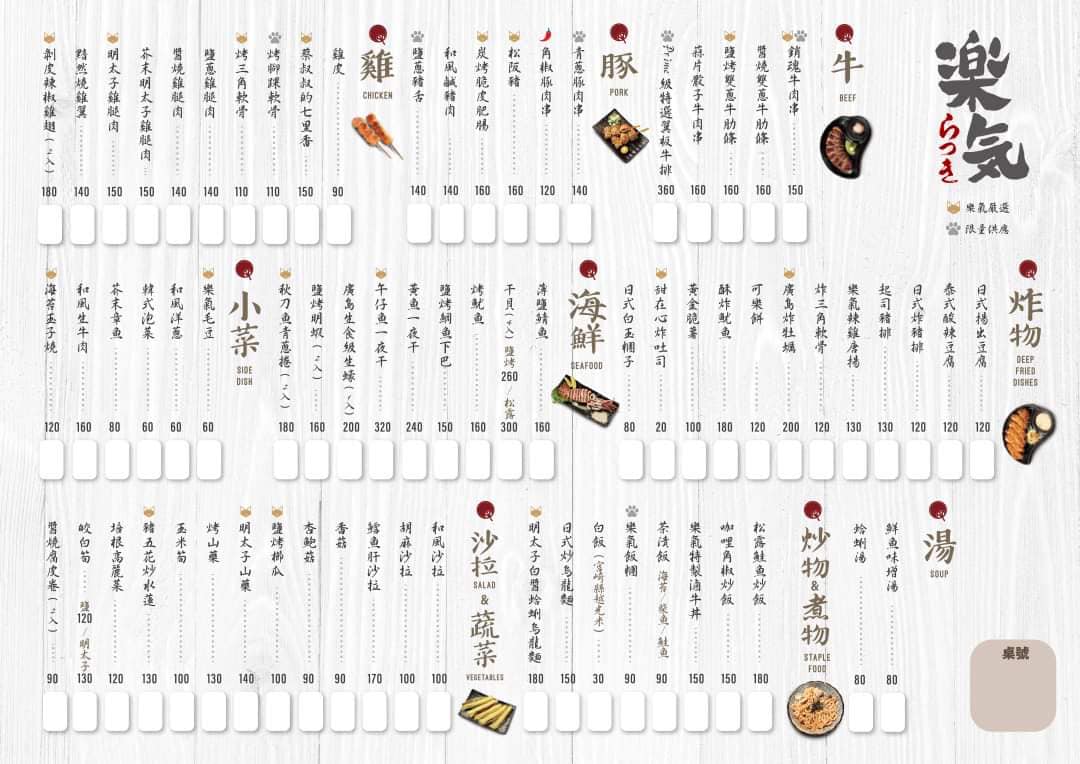 楽気
らっき
樂氣嚴選
限量供應
牛
BEEF
銷魂牛肉串 150
醬燒雙蔥牛肋條 160
鹽烤雙蔥牛肋條 160
蒜片骰子牛肉串 160
Prime級特選翼板牛排 360
豚
PORK
青蔥豚肉串 140
角椒豚肉串 120
松阪豬 160
炭烤脆皮肥腸 160
和風鹹豬肉 140
鹽蔥豬舌 140
雞
CHICKEN
雞皮 90
蔡叔叔的七里香 150
烤腳踝軟骨 110
烤三角軟骨 110
鹽蔥雞腿肉 140
醬燒雞腿肉 140
芥末明太子雞腿肉 150
明太子雞腿肉 150
黯然燒雞翼 140
剝皮辣椒雞翅(2入) 180
炸物
DEEP
FRIED
DISHES
日式揚出豆腐 120
泰式酸辣豆腐 120
日式炸豬排 120
起司豬排 130
樂氣辣雞唐揚 130
炸三角軟骨 120
廣島炸牡蠣 200
可樂餅 120
酥炸魷魚 180
黃金脆薯 100
甜在心炸吐司 20
日式白玉糰子 80
海鮮
SEAFOOD
薄鹽鯖魚 160
干貝(4入) 鹽烤 260/松露 300
烤魷魚 160
鹽烤鯛魚下巴 150
黃魚一夜干 240
午仔魚一夜干 320
廣島生食級生蠔(1入) 200
鹽烤明蝦(2入) 160
秋刀魚青蔥捲(2入) 180
小菜
SIDE
DISH
樂氣毛豆 60
和風洋蔥 60
韓式泡菜 60
芥末章魚 80
和風生牛肉 160
海苔玉子燒 120
湯
SOUP
鮮魚味增湯 80
蛤蜊湯 80
炒物&煮物
STAPLE
FOOD
松露鮭魚炒飯 180
咖哩角椒炒飯 150
樂氣特製滷牛丼 150
茶漬飯 海苔/柴魚/鮭魚 90
樂氣飯糰 90
白飯(宮崎縣越光米) 30
日式炒烏龍麵 150
明太子白醬蛤蜊烏龍麵 180
沙拉
SALAD
&
蔬菜
VEGETABLES
和風沙拉 100
胡麻沙拉 100
鱈魚肝沙拉 170
香菇 90
杏鮑菇 90
鹽烤櫛瓜 100
明太子山藥 140
烤山藥 130
玉米筍 100
豬五花炒水蓮 130
培根高麗菜 120
皎白筍 鹽 120/明太子 130
醬燒腐皮卷(2入) 90
桌號